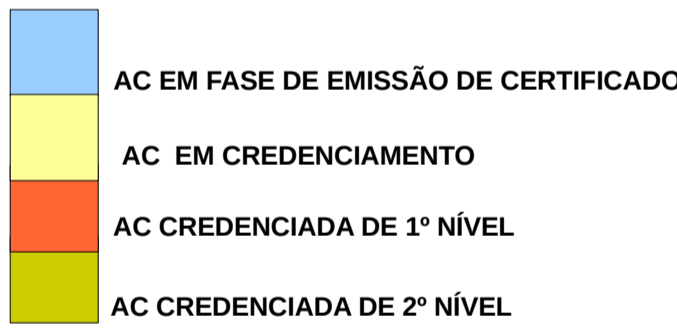 AC EM FASE DE EMISSÃO DE CERTIFICADO
AC EM CREDENCIAMENTO
AC CREDENCIADA DE 1º NÍVEL
AC CREDENCIADA DE 2º NÍVEL